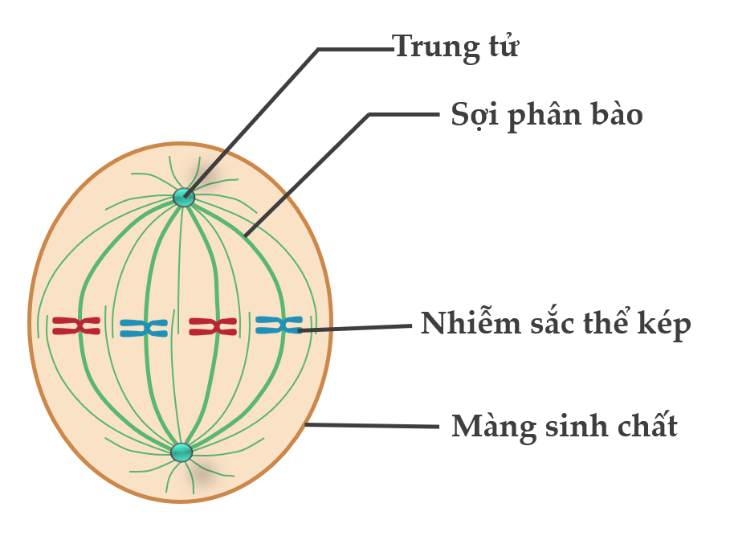 Trung tử
Sợi phân bào
Nhiễm sắc thể kép
Màng sinh chất